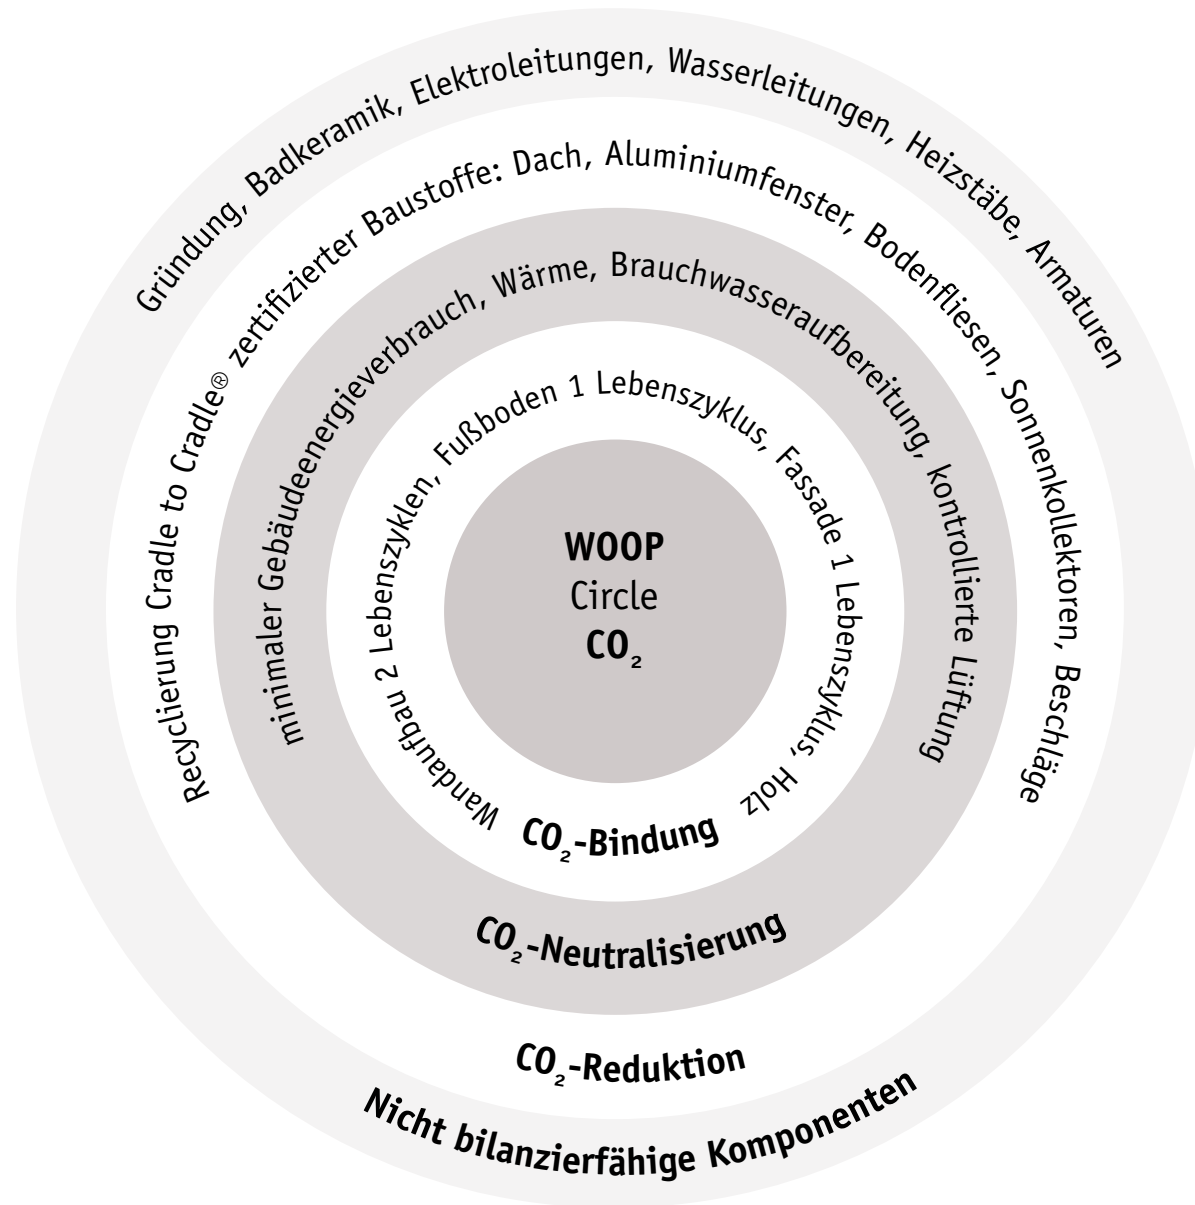 Gründung, Badkeramik, Elektroleitungen, Wasserleitungen, Heizstäbe, Armaturen
Recyclierung Cradle to Cradle® zertifizierter Baustoffe: Dach, Aluminiumfenster, Bodenfliesen, Sonnenkollektoren, Beschläge
minimaler Gebäudeenergieverbrauch, Wärme, Brauchwasseraufbereitung, kontrollierte Lüftung
Wandaufbau 2 Lebenszyklen, Fußboden 1 Lebenszyklus, Fassade 1 Lebenszyklus, Holz
WOOP
Circle
CO₂
CO₂-Bindung
CO₂-Neutralisierung
CO₂-Reduktion
Nicht bilanzierfähige Komponenten